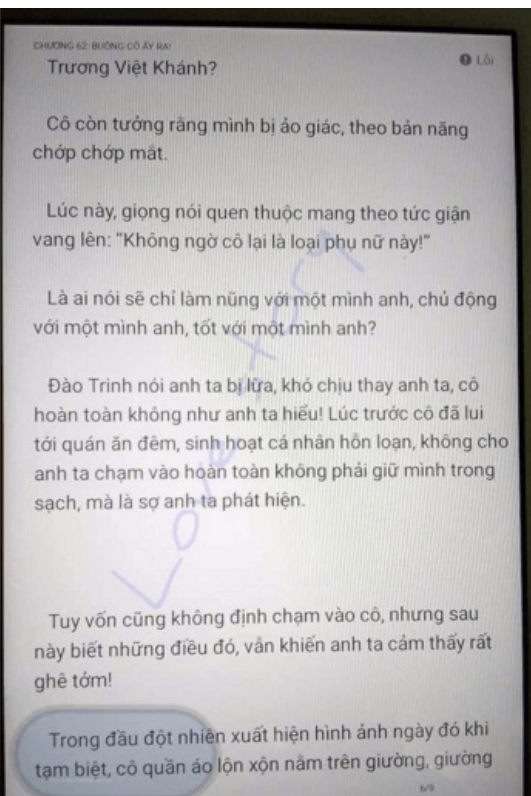 CHƯƠNG 62: BUÔNG CÔ ẤY RA!
Lỗi
Trương Việt Khánh?
Cô còn tưởng rằng mình bị ảo giác, theo bản năng
chớp chớp mắt.
Lúc này, giọng nói quen thuộc mang theo tức giận
vang lên: “Không ngờ cô lại là loại phụ nữ này!”
Là ai nói sẽ chỉ làm nũng với một mình anh, chủ động
với một mình anh, tốt với một mình anh?
Đào Trinh nói anh ta bị lừa, khó chịu thay anh ta, cô
hoàn toàn không như anh ta hiểu! Lúc trước cô đã lui
tới quán ăn đêm, sinh hoạt cá nhân hỗn loạn, không cho
anh ta chạm vào hoàn toàn không phải giữ mình trong
sạch, mà là sợ anh ta phát hiện.
Love story
Tuy vốn cũng không định chạm vào cô, nhưng sau
này biết những điều đó, vẫn khiến anh ta cảm thấy rất
ghê tởm!
Trong đầu đột nhiên xuất hiện hình ảnh ngày đó khi
tạm biệt, cô quần áo lộn xộn nằm trên giường, giường
6/9